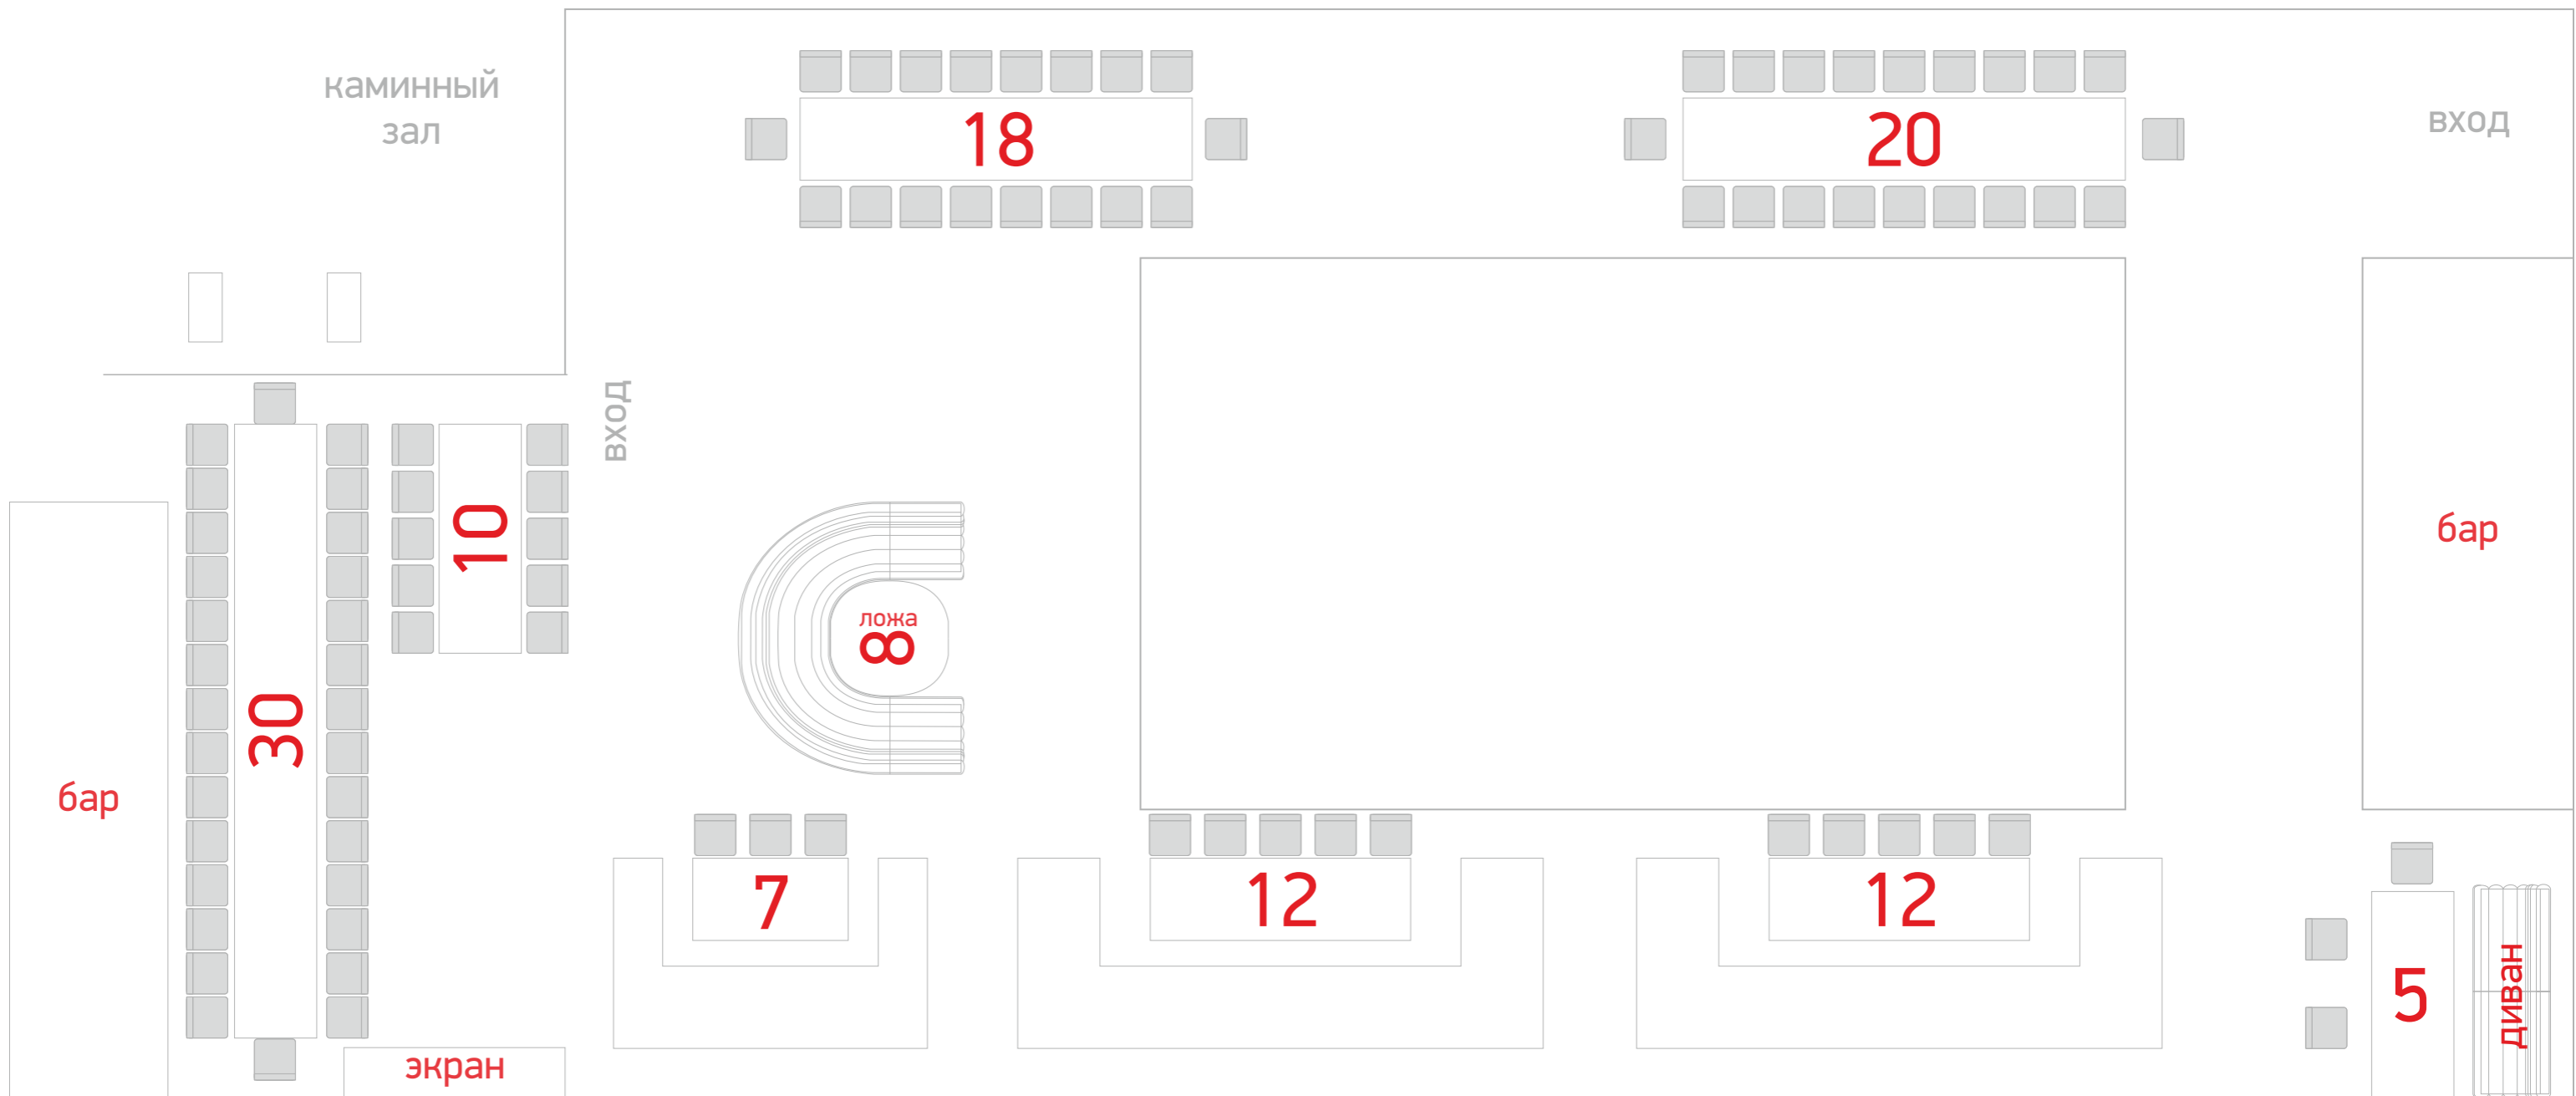 каминный
зал
18
20
вход
вход
10
30
бар
ложа
8
бар
7
12
12
5
диван
экран